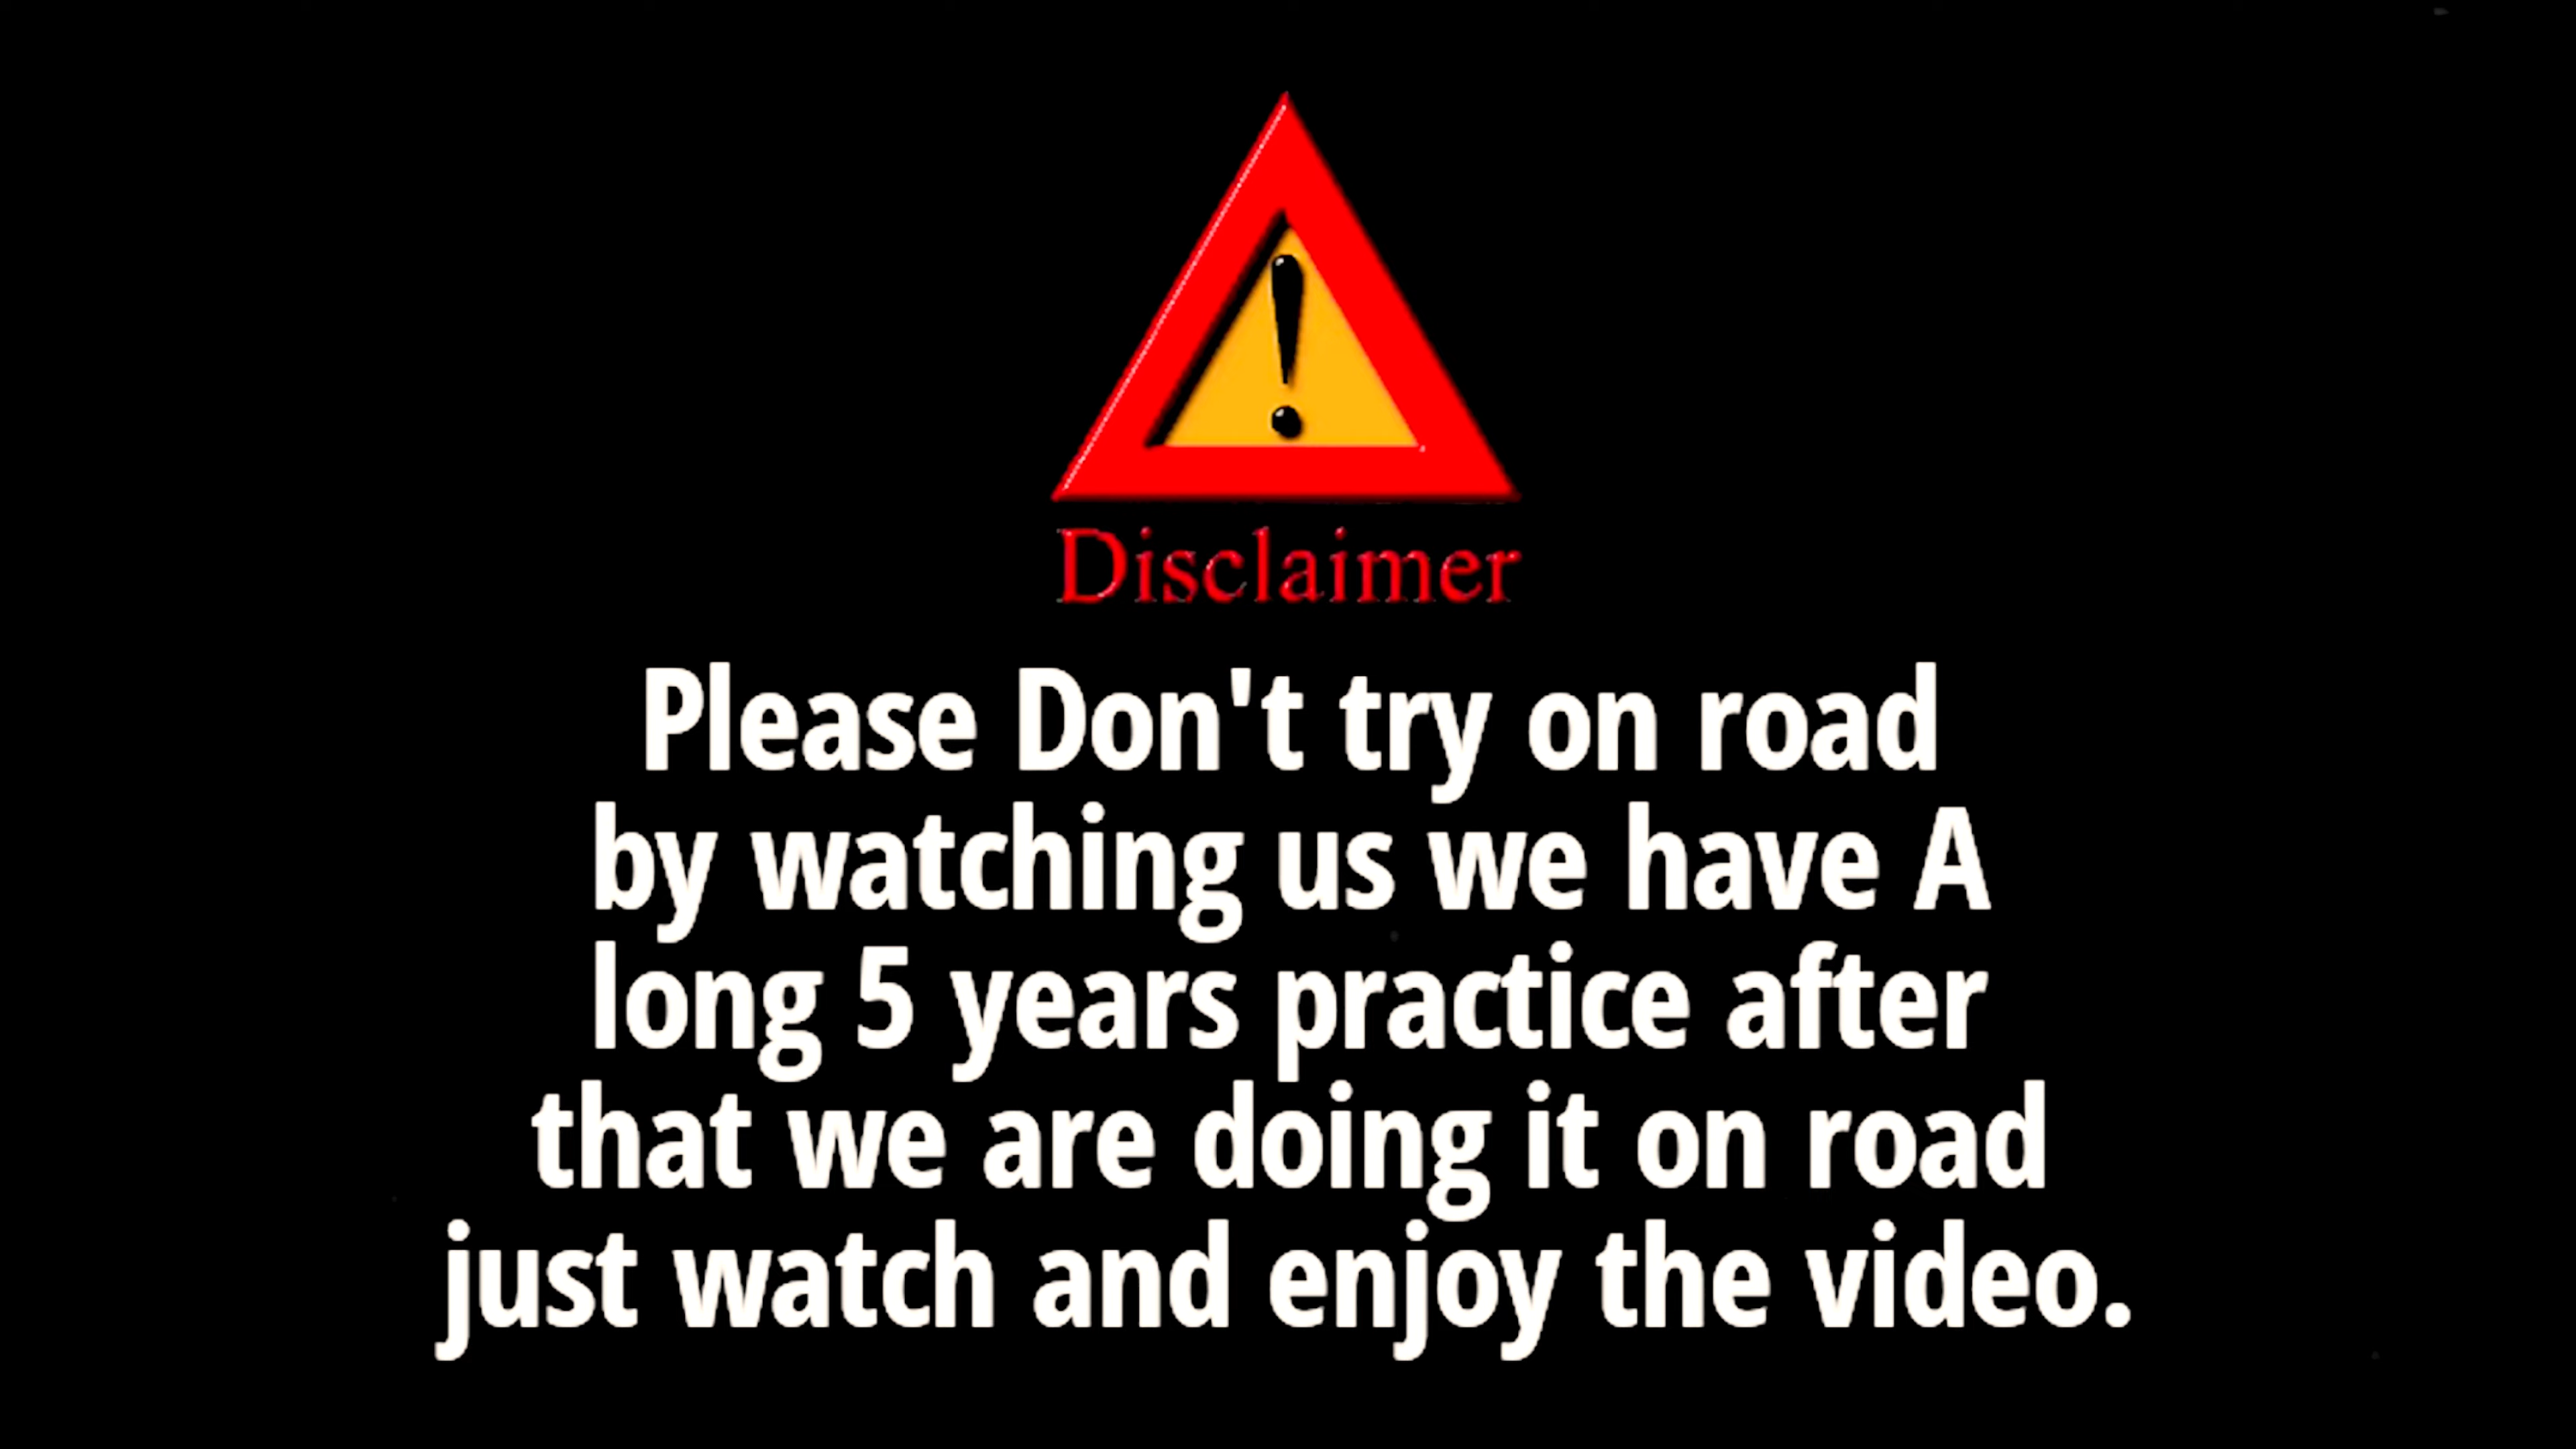 Disclaimer
Please Don't try on road
by watching us we have A
long 5 years practice after
that we are doing it on road
just watch and enjoy the video.